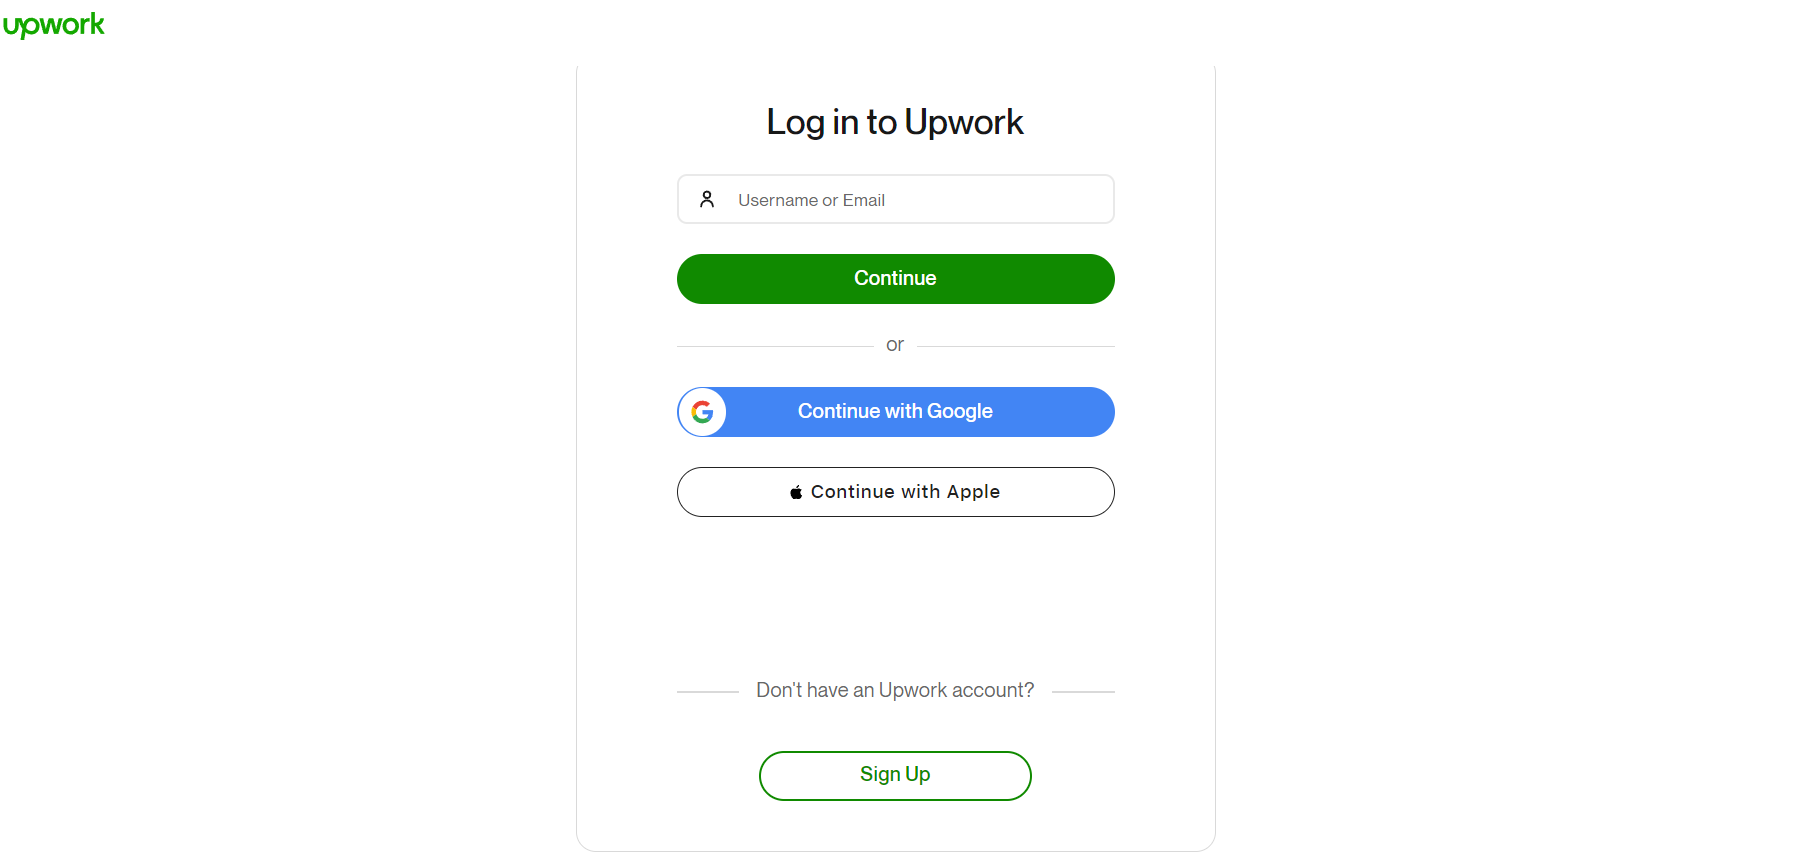 upwork
Log in to Upwork
Username or Email
Continue
or
Continue with Google
Continue with Apple
Don't have an Upwork account?
Sign Up